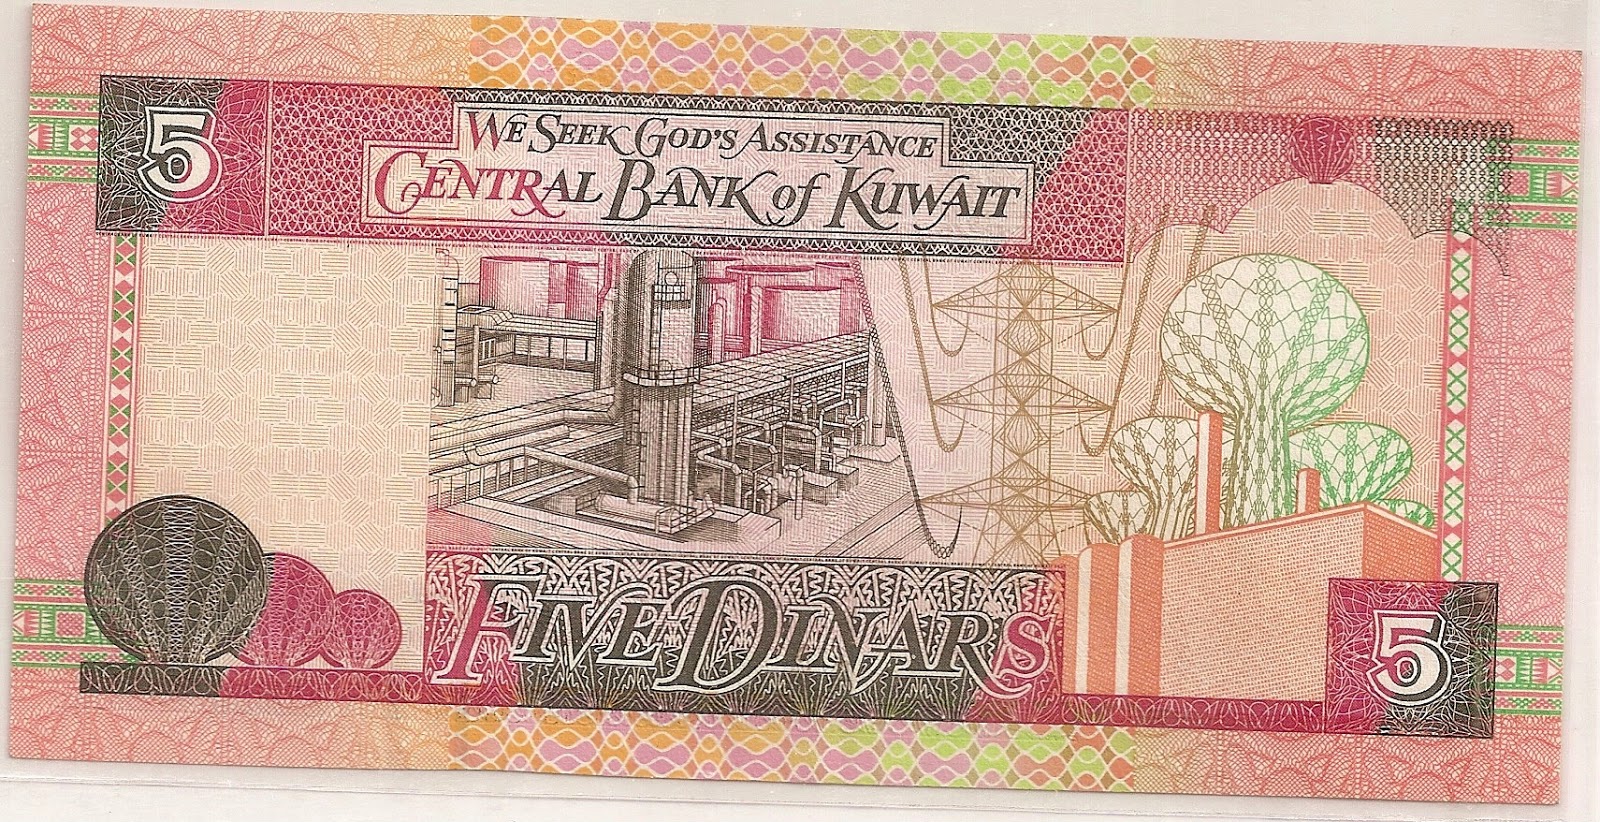 5
We Seek God's Assistance
Central Bank of Kuwait
Five Dinars
5